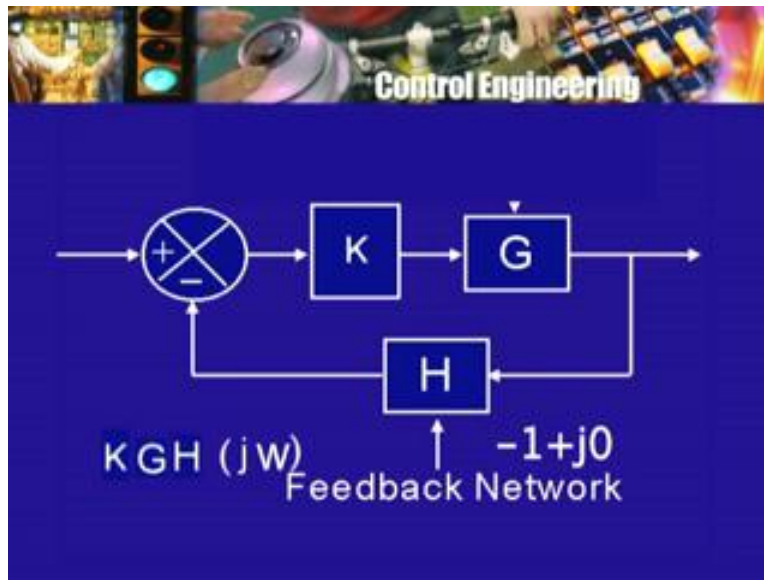 Control Engineering
+
−
K
G
H
KGH (jW)
-1+j0
Feedback Network